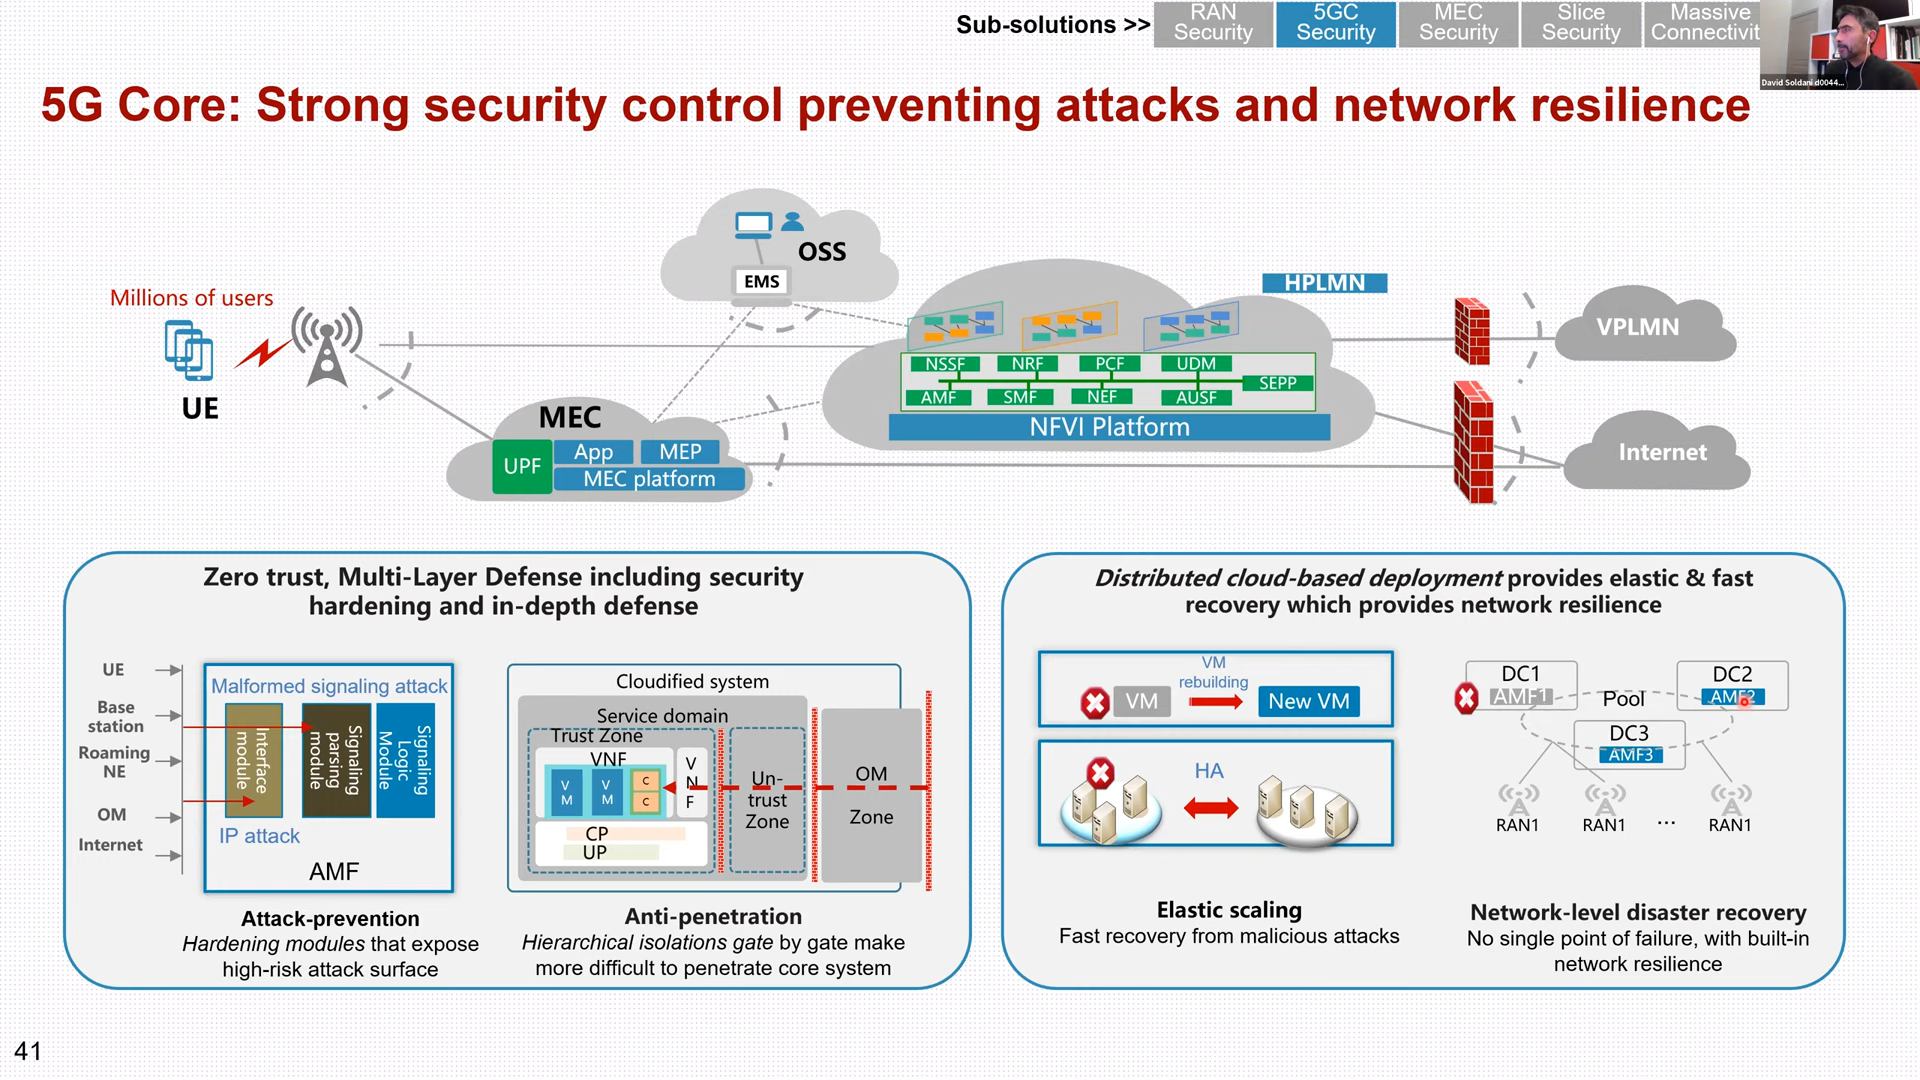 Sub-solutions >>
RAN
Security
5GC
Security
MEC
Security
Slice
Security
Massive
Connectivit
David Soldani d0044...
5G Core: Strong security control preventing attacks and network resilience
OSS
EMS
HPLMN
Millions of users
UE
VPLMN
NSSF
NRF
PCF
UDM
SEPP
AMF
SMF
NEF
AUSF
NFVI Platform
MEC
UPF
App
MEP
MEC platform
Internet
Zero trust, Multi-Layer Defense including security
hardening and in-depth defense
UE
Base
station
Roaming
NE
OM
Internet
Malformed signaling attack
Interface
module
Signaling
parsing
module
Signaling
Logic
Module
IP attack
AMF
Attack-prevention
Hardening modules that expose
high-risk attack surface
Cloudified system
Service domain
Trust Zone
VNF
V
M
V
M
C
C
V
N
F
CP
UP
Un-
trust
Zone
OM
Zone
Anti-penetration
Hierarchical isolations gate by gate make
more difficult to penetrate core system
Distributed cloud-based deployment provides elastic & fast
recovery which provides network resilience
VM
VM
rebuilding
New VM
HA
Elastic scaling
Fast recovery from malicious attacks
DC1
AMF1
Pool
DC2
AMF2
DC3
AMF3
RAN1
RAN1
...
RAN1
Network-level disaster recovery
No single point of failure, with built-in
network resilience
41